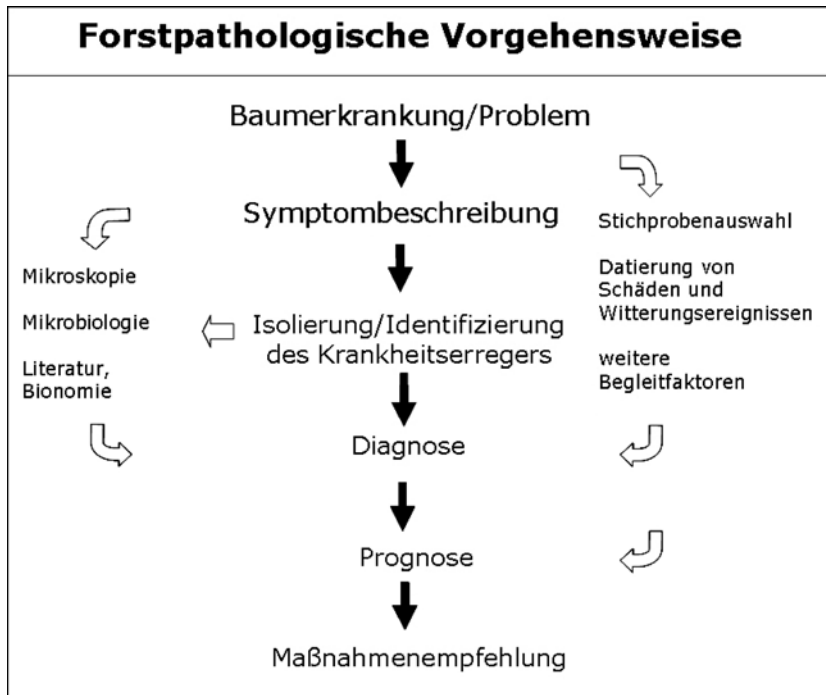 Forstpathologische Vorgehensweise
Baumerkrankung/Problem
Symptombeschreibung
Stichprobenauswahl
Mikroskopie
Datierung von
Schäden und
Witterungsereignissen
Mikrobiologie
Isolierung/Identifizierung
des Krankheitserregers
weitere
Begleitfaktoren
Literatur,
Bionomie
Diagnose
Prognose
Maßnahmenempfehlung